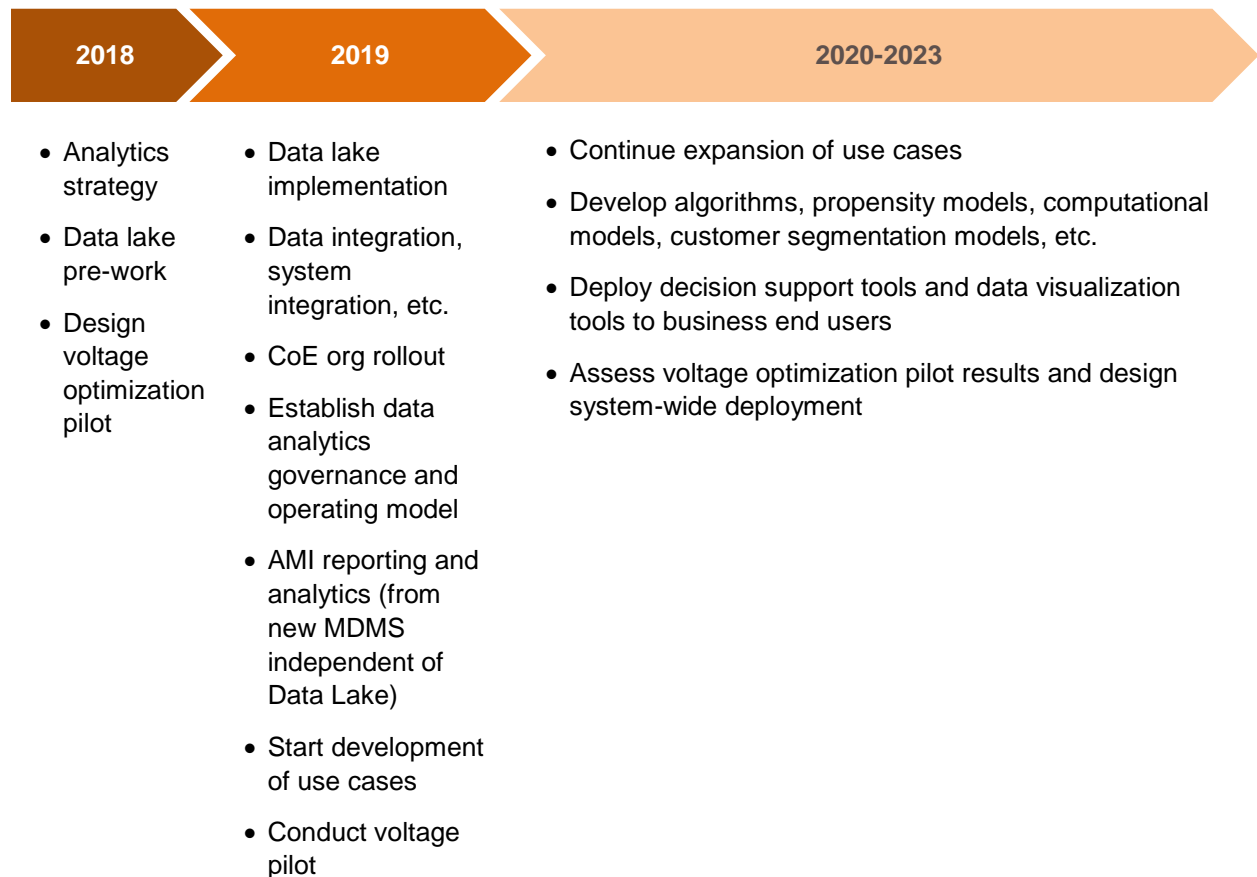 2018
2019
2020-2023
• Analytics
strategy
• Data lake
pre-work
• Design
voltage
optimization
pilot
• Data lake
implementation
• Data integration,
system
integration, etc.
• CoE org rollout
• Establish data
analytics
governance and
operating model
• AMI reporting and
analytics (from
new MDMS
independent of
Data Lake)
• Start development
of use cases
• Conduct voltage
pilot
• Continue expansion of use cases
• Develop algorithms, propensity models, computational
models, customer segmentation models, etc.
• Deploy decision support tools and data visualization
tools to business end users
• Assess voltage optimization pilot results and design
system-wide deployment